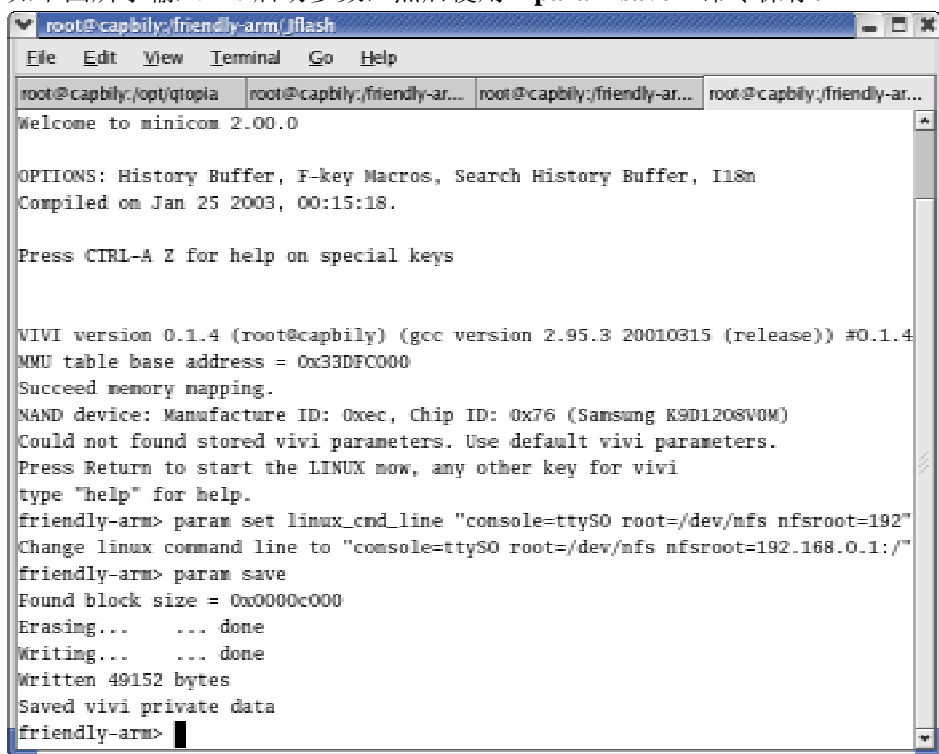 root@capbily:/friendly-arm/Jflash
File Edit View Terminal Go Help
root@capbily:/opt/qtopia root@capbily:/friendly-ar... root@capbily:/friendly-ar... root@capbily:/friendly-ar...
Welcome to minicom 2.00.0
OPTIONS: History Buffer, F-key Macros, Search History Buffer, I18n
Compiled on Jan 25 2003, 00:15:18.
Press CTRL-A Z for help on special keys
VIVI version 0.1.4 (root@capbily) (gcc version 2.95.3 20010315 (release)) #0.1.4
MMU table base address = 0x33DFC000
Succeed memory mapping.
NAND device: Manufacture ID: 0xec, Chip ID: 0x76 (Samsung K9D1208V0M)
Could not found stored vivi parameters. Use default vivi parameters.
Press Return to start the LINUX now, any other key for vivi
type "help" for help.
friendly-arm> param set linux_cmd_line "console=ttyS0 root=/dev/nfs nfsroot=192"
Change linux command line to "console=ttyS0 root=/dev/nfs nfsroot=192.168.0.1:/"
friendly-arm> param save
Found block size = 0x0000c000
Erasing... ... done
Writing... ... done
Written 49152 bytes
Saved vivi private data
friendly-arm>